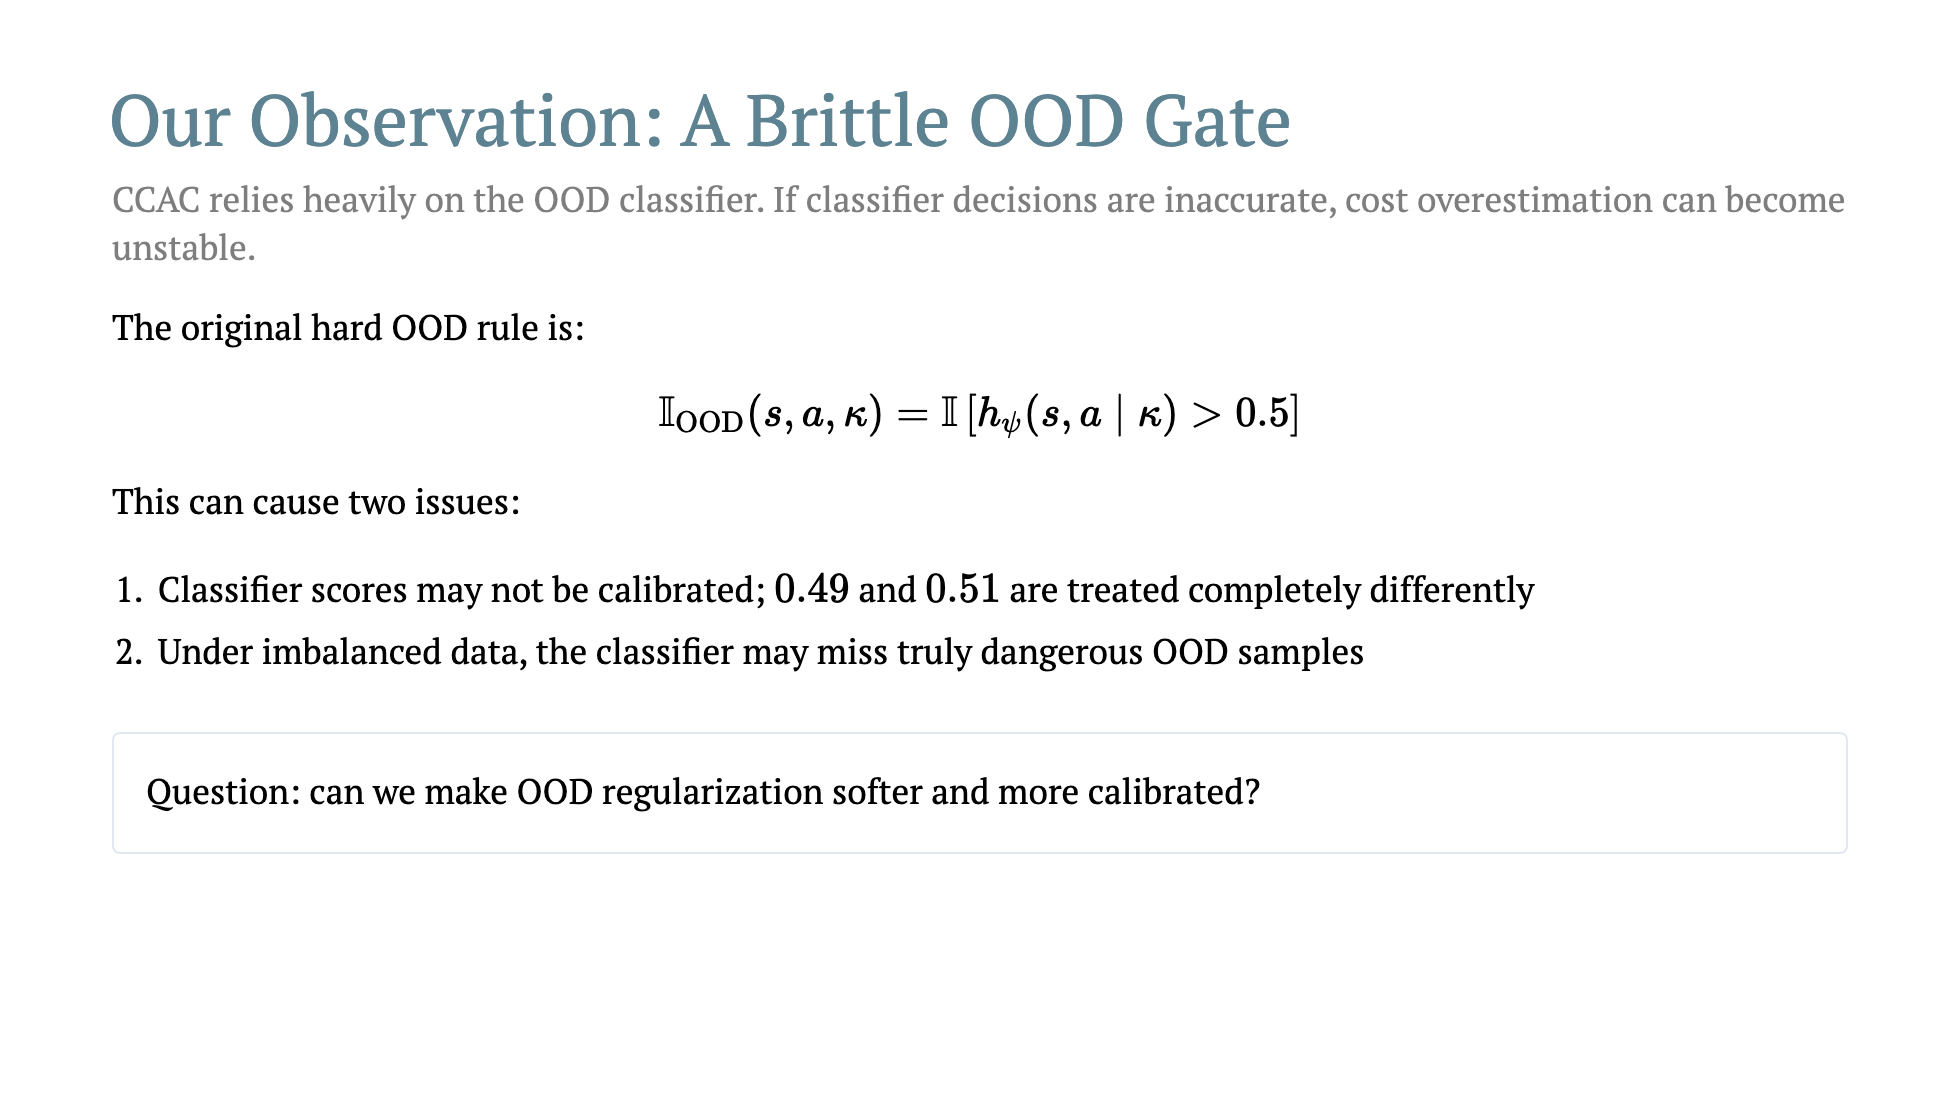 Our Observation: A Brittle OOD Gate
CCAC relies heavily on the OOD classifier. If classifier decisions are inaccurate, cost overestimation can become
unstable.
The original hard OOD rule is:
𝕀_OOD(s, a, κ) = 𝕀 [h_ψ(s, a | κ) > 0.5]
This can cause two issues:
1. Classifier scores may not be calibrated; 0.49 and 0.51 are treated completely differently
2. Under imbalanced data, the classifier may miss truly dangerous OOD samples
Question: can we make OOD regularization softer and more calibrated?